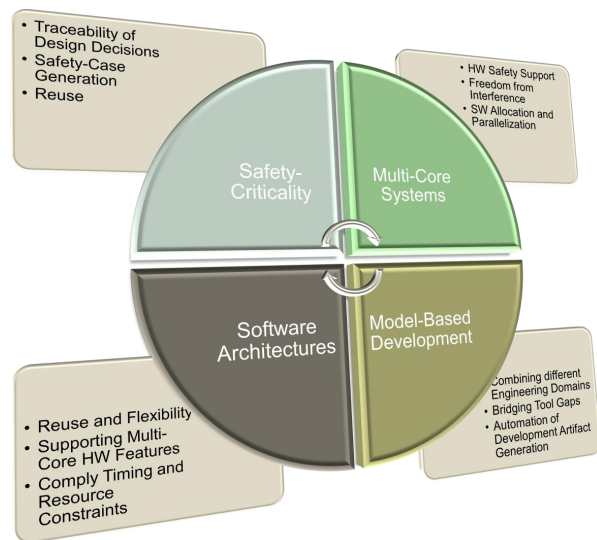 • Traceability of
Design Decisions
• Safety-Case
Generation
• Reuse
• HW Safety Support
• Freedom from
Interference
• SW Allocation and
Parallelization
Safety-
Criticality
Multi-Core
Systems
Software
Architectures
Model-Based
Development
• Reuse and Flexibility
• Supporting Multi-
Core HW Features
• Comply Timing and
Resource
Constraints
Combining different
Engineering Domains
• Bridging Tool Gaps
• Automation of
Development Artifact
Generation